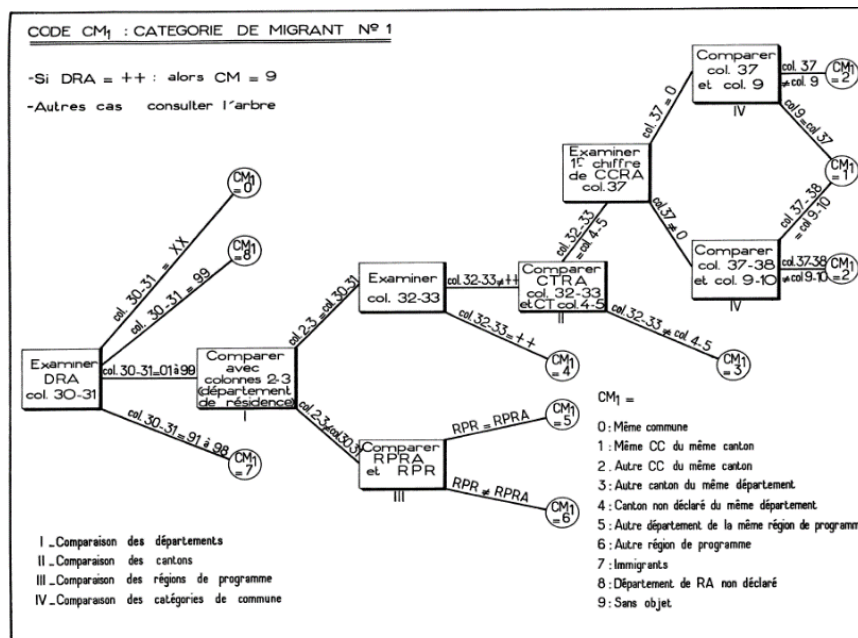 CODE CM1 : CATEGORIE DE MIGRANT Nº 1
-Si DRA = ++ : alors CM = 9
-Autres cas consulter l'arbre
Examiner
DRA
col. 30-31
col. 30-31 = XX
CM1
= 0
col. 30-31 = 99
CM1
= 8
col. 30-31=01à99
col. 30-31 = 91 à 98
CM1
= 7
Comparer
avec
colonnes 2-3
(département
de résidence)
I
col. 2-3=col.30-31
col.2-3≠col.30-31
Examiner
col. 32-33
col.32-33≠++
col.32-33=++
CM1
= 4
Comparer
RPRA
et RPR
III
RPR = RPRA
CM1
= 5
RPR ≠ RPRA
CM1
= 6
Comparer
CTRA
col. 32-33
et CT col.4-5
II
col.32-33
=col.4-5
col.32-33 ≠ col. 4-5
CM1
= 3
Examiner
1er chiffre
de CCRA
col.37
col. 37 = 0
col.37≠0
Comparer
col. 37
et col. 9
IV
col. 37
≠ col. 9
CM1
= 2
col 9=col.37
CM1
= 1
col. 37-38
=col 9-10
Comparer
col. 37-38
et col. 9-10
IV
col.37-38
≠col.9-10
CM1
= 2
CM1 =
0: Même commune
1 : Même CC du même canton
2 . Autre CC du même canton
3 Autre canton du même département
4 : Canton non déclaré du même département
5 : Autre département de la même région de programm
6 : Autre région de programme
7 : Immigrants
8 : Département de RA non déclaré
9 : Sans objet
I _Comparaison des départements
II _Comparaison des cantons
III _Comparaison des régions de programme
IV _Comparaison des catégories de commune